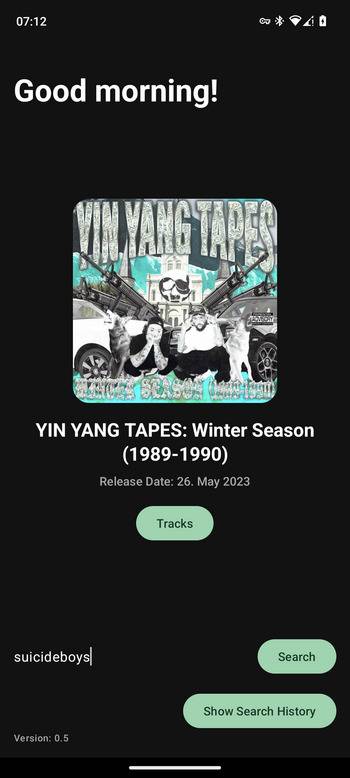 07:12
Good morning!
YIN YANG TAPES
WINTER SEASON (1989-1990)
YIN YANG TAPES: Winter Season
(1989-1990)
Release Date: 26. May 2023
Tracks
suicideboys
Search
Show Search History
Version: 0.5